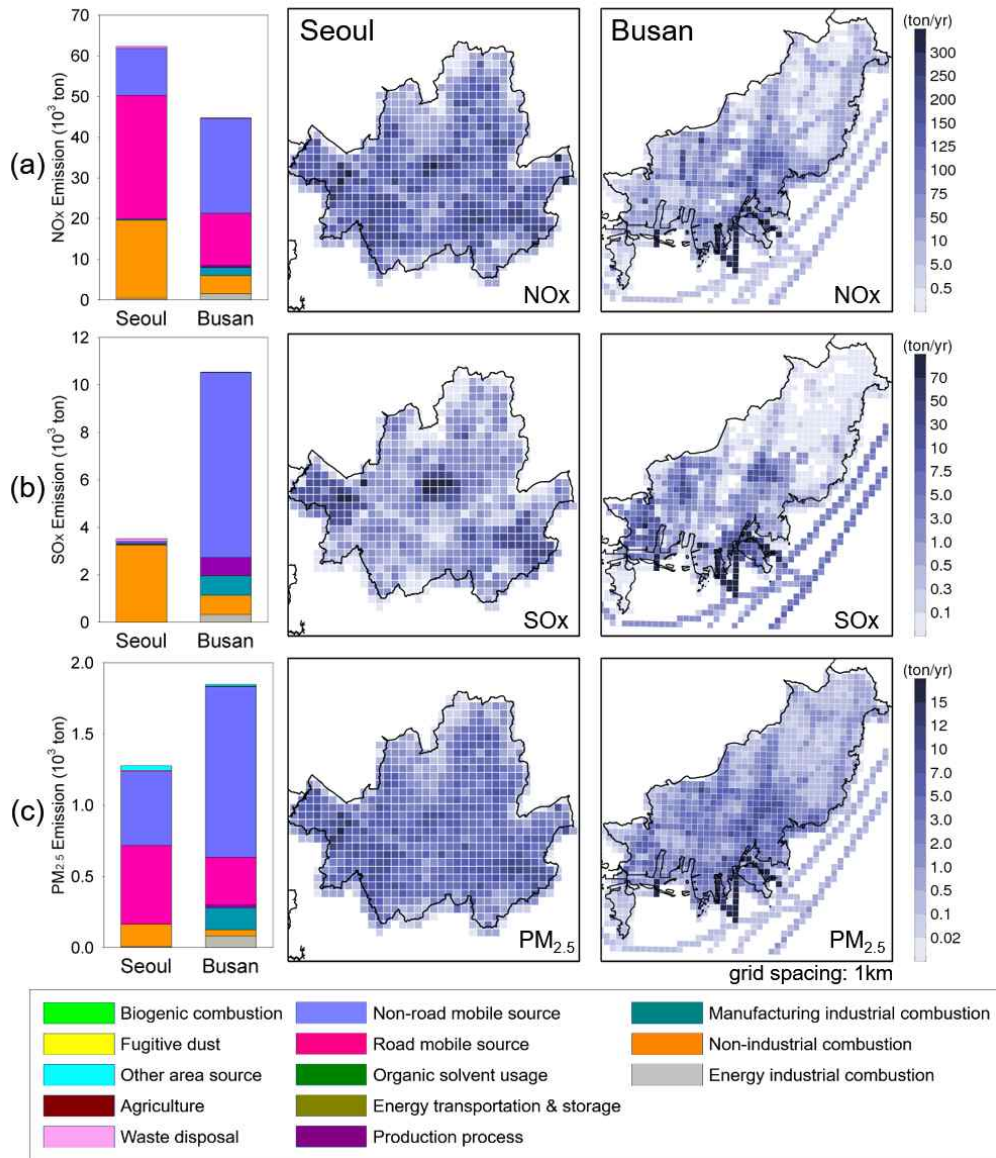 (a)
NOx Emission (10³ ton)
70
60
50
40
30
20
10
0
Seoul Busan
Seoul
NOx
Busan
NOx
(ton/yr)
300
250
200
150
125
100
75
50
10
5.0
0.5
(b)
SOx Emission (10³ ton)
12
10
8
6
4
2
0
Seoul Busan
SOx
SOx
(ton/yr)
70
50
30
10
7.5
5.0
3.0
1.0
0.5
0.3
0.1
(c)
PM₂.₅ Emission (10³ ton)
2.0
1.5
1.0
0.5
0.0
Seoul Busan
PM₂.₅
PM₂.₅
(ton/yr)
15
12
10
7.0
5.0
3.0
2.0
1.0
0.5
0.1
0.02
grid spacing: 1km
Biogenic combustion
Fugitive dust
Other area source
Agriculture
Waste disposal
Non-road mobile source
Road mobile source
Organic solvent usage
Energy transportation & storage
Production process
Manufacturing industrial combustion
Non-industrial combustion
Energy industrial combustion